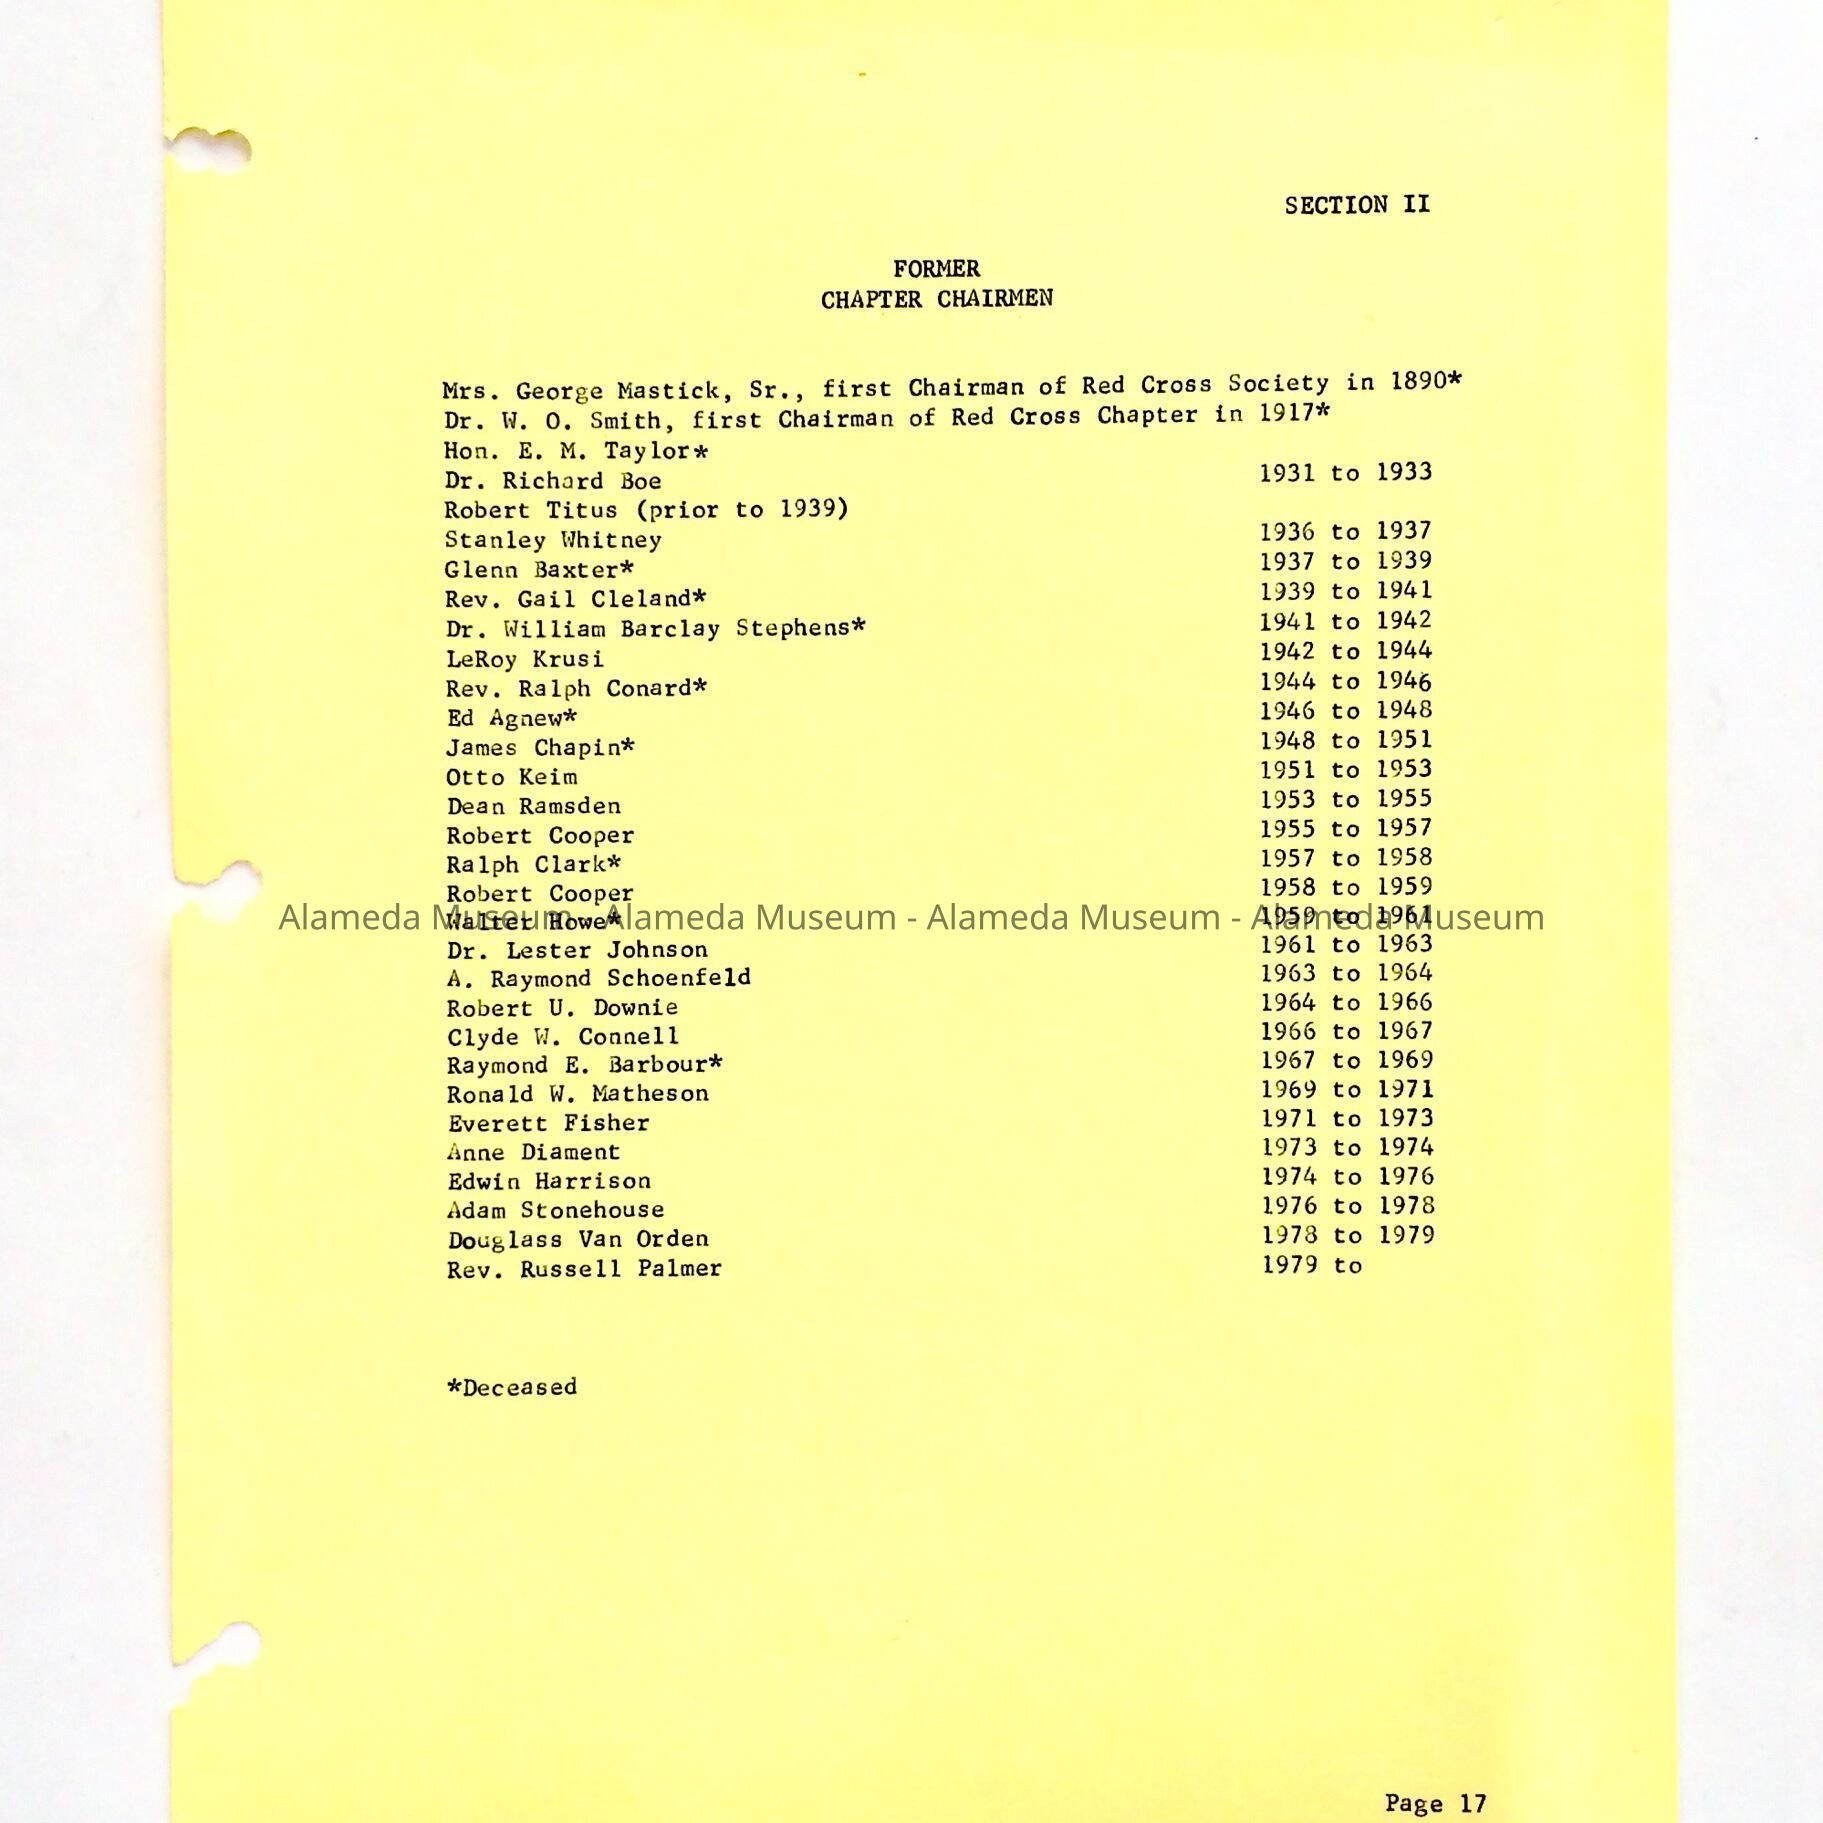 SECTION II
FORMER
CHAPTER CHAIRMEN
Mrs. George Mastick, Sr., first Chairman of Red Cross Society in 1890*
Dr. W. O. Smith, first Chairman of Red Cross Chapter in 1917*
Hon. E. M. Taylor*
Dr. Richard Boe 1931 to 1933
Robert Titus (prior to 1939)
Stanley Whitney 1936 to 1937
Glenn Baxter* 1937 to 1939
Rev. Gail Cleland* 1939 to 1941
Dr. William Barclay Stephens* 1941 to 1942
LeRoy Krusi 1942 to 1944
Rev. Ralph Conard* 1944 to 1946
Ed Agnew* 1946 to 1948
James Chapin* 1948 to 1951
Otto Keim 1951 to 1953
Dean Ramsden 1953 to 1955
Robert Cooper 1955 to 1957
Ralph Clark* 1957 to 1958
Robert Cooper 1958 to 1959
Walter Howe* 1959 to 1961
Alameda Museum - Alameda Museum - Alameda Museum - Alameda Museum
Dr. Lester Johnson 1961 to 1963
A. Raymond Schoenfeld 1963 to 1964
Robert U. Downie 1964 to 1966
Clyde W. Connell 1966 to 1967
Raymond E. Barbour* 1967 to 1969
Ronald W. Matheson 1969 to 1971
Everett Fisher 1971 to 1973
Anne Diament 1973 to 1974
Edwin Harrison 1974 to 1976
Adam Stonehouse 1976 to 1978
Douglass Van Orden 1978 to 1979
Rev. Russell Palmer 1979 to
*Deceased
Page 17